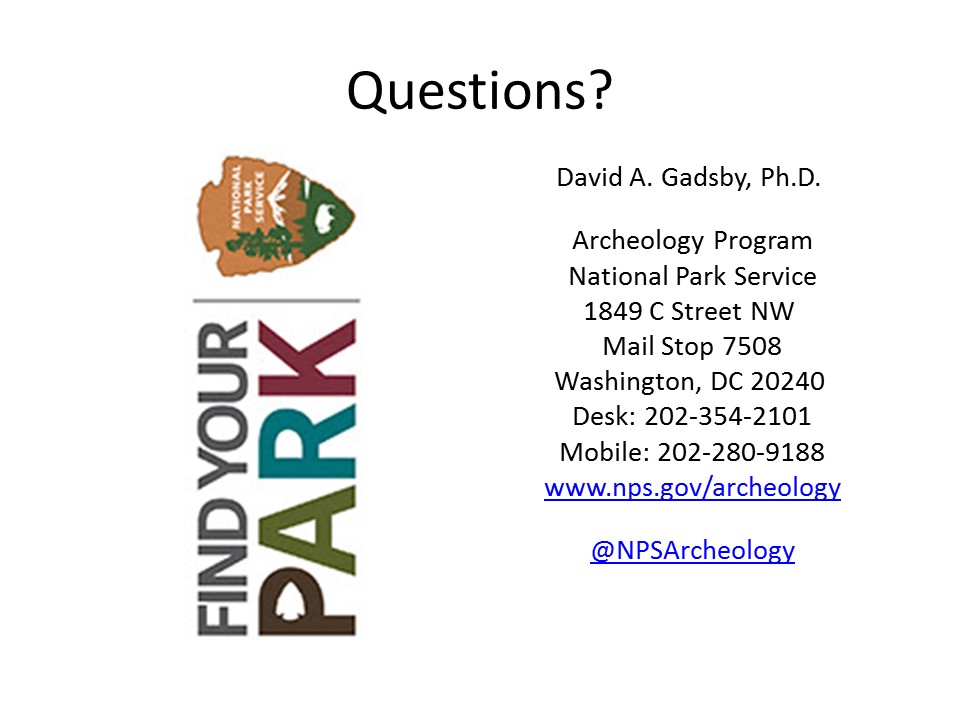 Questions?
NATIONAL
PARK
SERVICE
FIND YOUR
PARK
David A. Gadsby, Ph.D.
Archeology Program
National Park Service
1849 C Street NW
Mail Stop 7508
Washington, DC 20240
Desk: 202-354-2101
Mobile: 202-280-9188
www.nps.gov/archeology
@NPSArcheology